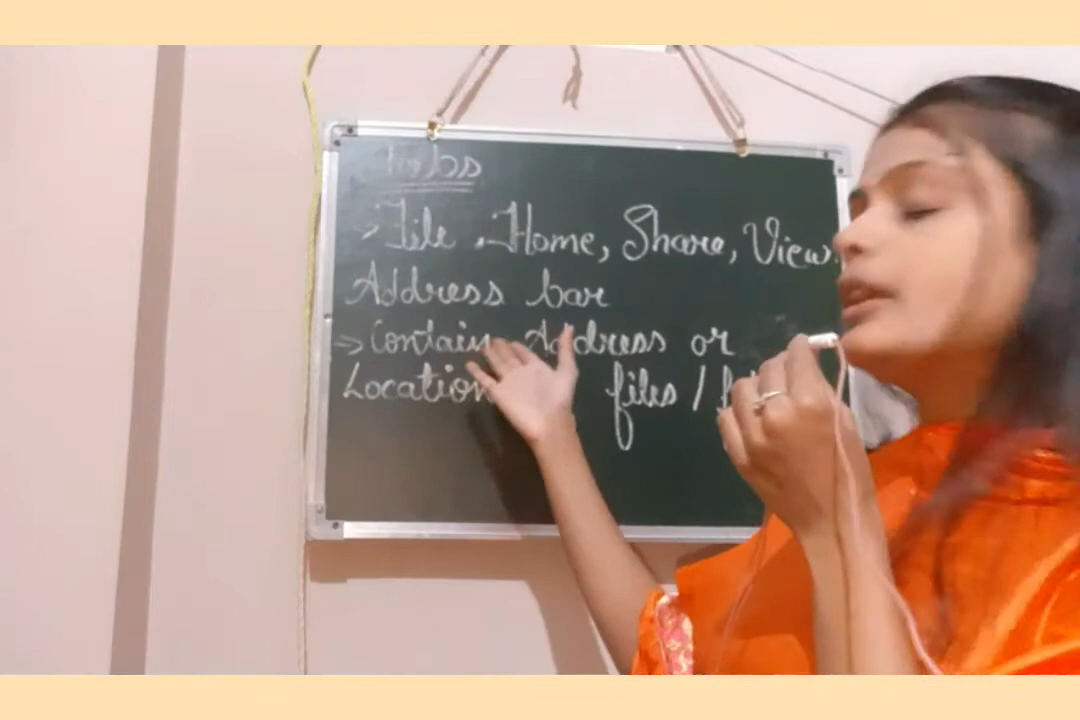 Tabs
→ File, Home, Share, View.
Address bar
→ Contain Address or
Location files /